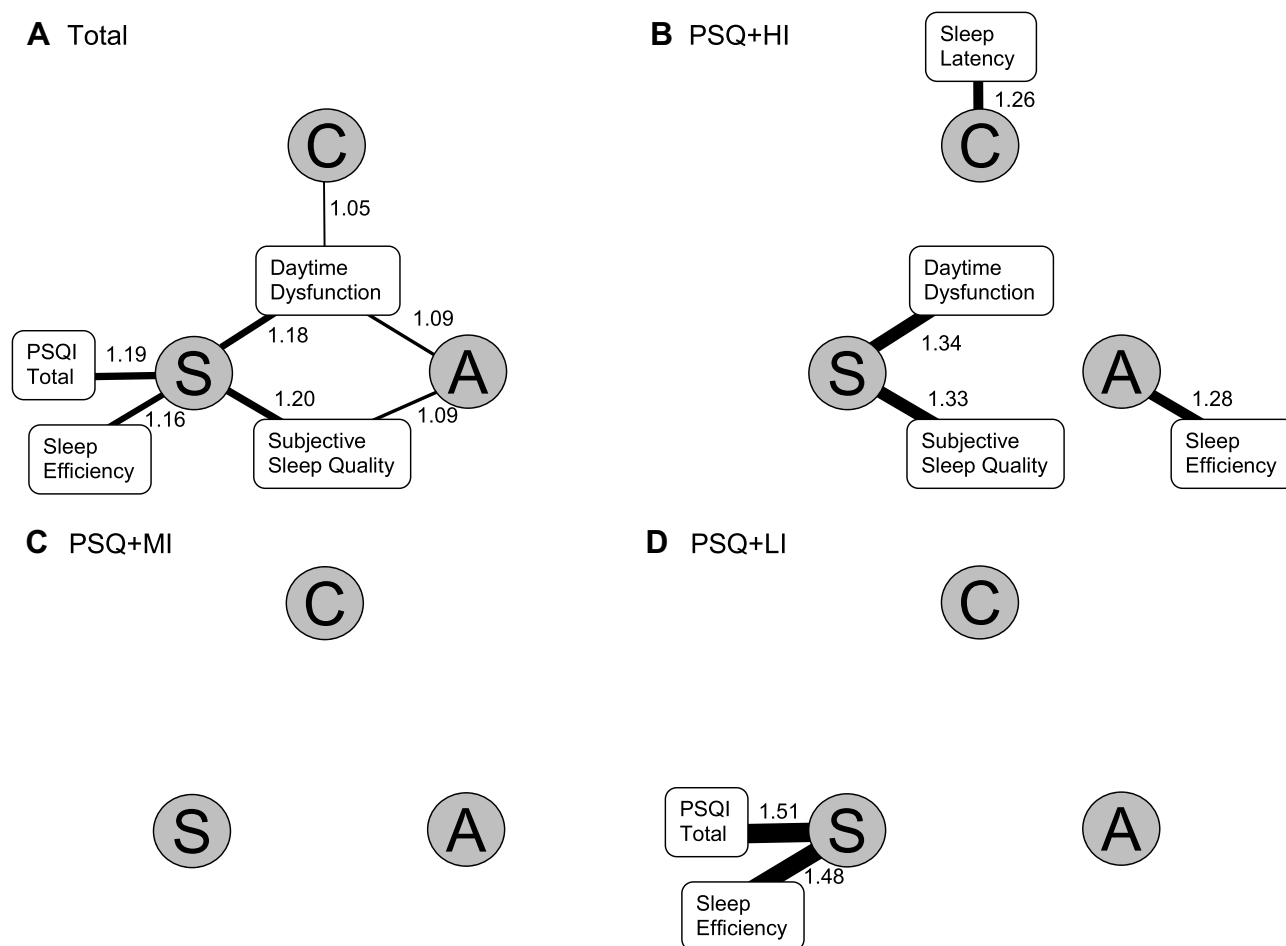 A Total
C
1.05
Daytime
Dysfunction
1.18
1.09
PSQI
Total
1.19
S
A
1.16
1.20
1.09
Sleep
Efficiency
Subjective
Sleep Quality
B PSQ+HI
Sleep
Latency
1.26
C
Daytime
Dysfunction
1.34
S
A
1.33
1.28
Subjective
Sleep Quality
Sleep
Efficiency
C PSQ+MI
C
S
A
D PSQ+LI
C
PSQI
Total
1.51
S
A
1.48
Sleep
Efficiency